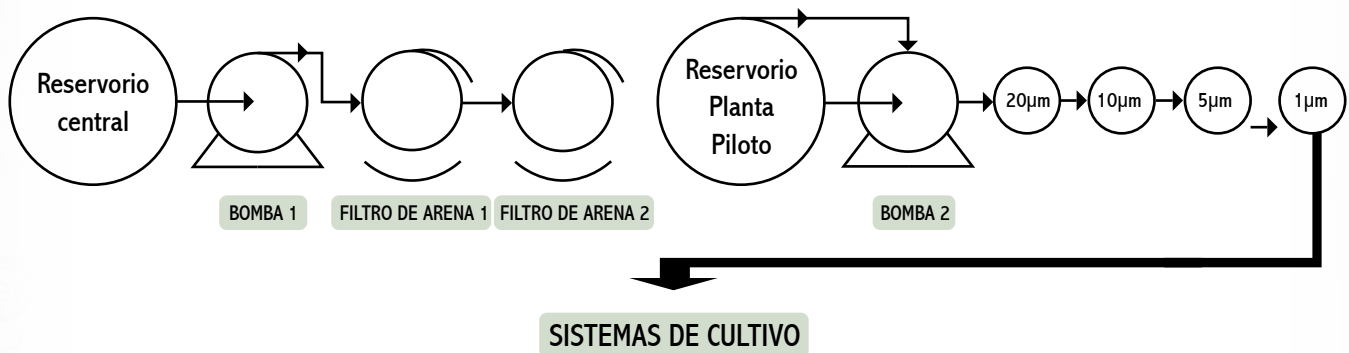 Reservorio
central
Reservorio
Planta
Piloto
20µm
10µm
5µm
1µm
BOMBA 1
FILTRO DE ARENA 1
FILTRO DE ARENA 2
BOMBA 2
SISTEMAS DE CULTIVO